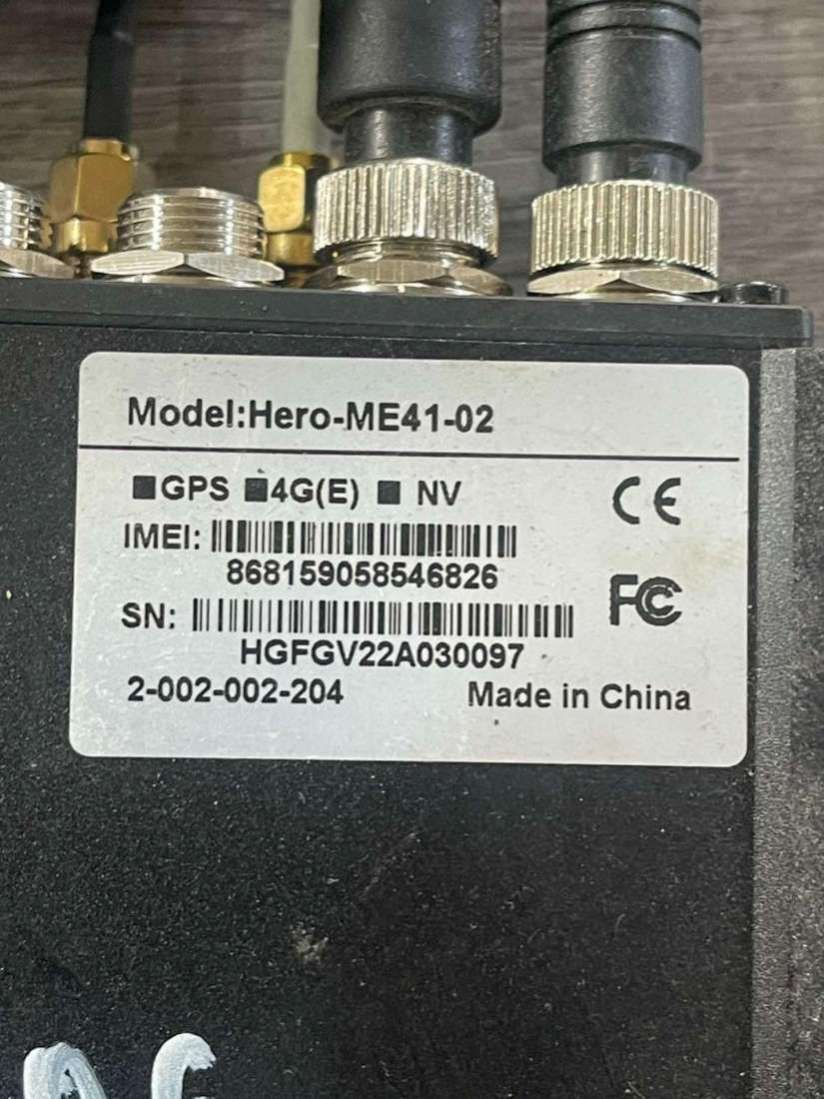 Model:Hero-ME41-02
■GPS ■4G(E) ■ NV
CE
IMEI:
868159058546826
FC
SN:
HGFGV22A030097
2-002-002-204 Made in China